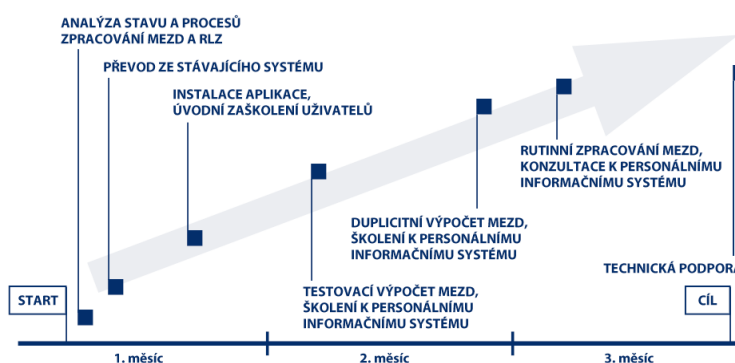 ANALÝZA STAVU A PROCESŮ
ZPRACOVÁNÍ MEZD A RLZ
PŘEVOD ZE STÁVAJÍCÍHO SYSTÉMU
INSTALACE APLIKACE,
ÚVODNÍ ZAŠKOLENÍ UŽIVATELŮ
RUTINNÍ ZPRACOVÁNÍ MEZD,
KONZULTACE K PERSONÁLNÍMU
INFORMAČNÍMU SYSTÉMU
DUPLICITNÍ VÝPOČET MEZD,
ŠKOLENÍ K PERSONÁLNÍMU
INFORMAČNÍMU SYSTÉMU
TECHNICKÁ PODPORA
TESTOVACÍ VÝPOČET MEZD,
ŠKOLENÍ K PERSONÁLNÍMU
INFORMAČNÍMU SYSTÉMU
START
CÍL
1. měsíc
2. měsíc
3. měsíc